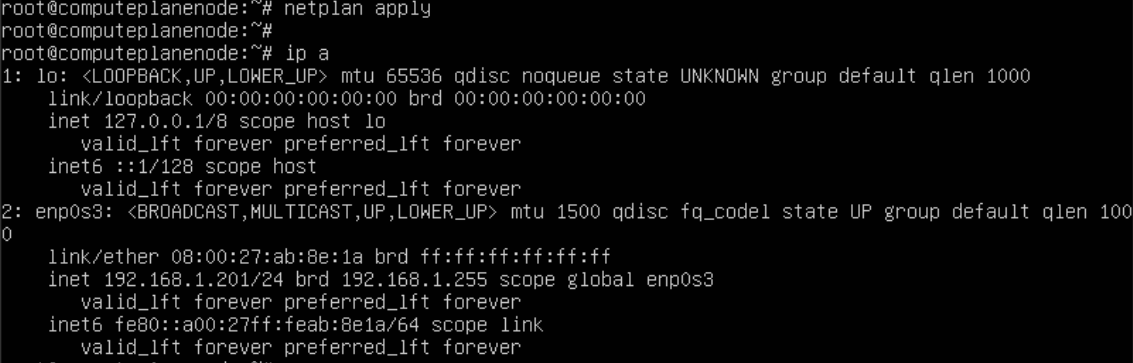 root@computeplanenode:~# netplan apply
root@computeplanenode:~#
root@computeplanenode:~# ip a
1: lo: <LOOPBACK,UP,LOWER_UP> mtu 65536 qdisc noqueue state UNKNOWN group default qlen 1000
    link/loopback 00:00:00:00:00:00 brd 00:00:00:00:00:00
    inet 127.0.0.1/8 scope host lo
       valid_lft forever preferred_lft forever
    inet6 ::1/128 scope host
       valid_lft forever preferred_lft forever
2: enp0s3: <BROADCAST,MULTICAST,UP,LOWER_UP> mtu 1500 qdisc fq_codel state UP group default qlen 100
0
    link/ether 08:00:27:ab:8e:1a brd ff:ff:ff:ff:ff:ff
    inet 192.168.1.201/24 brd 192.168.1.255 scope global enp0s3
       valid_lft forever preferred_lft forever
    inet6 fe80::a00:27ff:feab:8e1a/64 scope link
       valid_lft forever preferred_lft forever